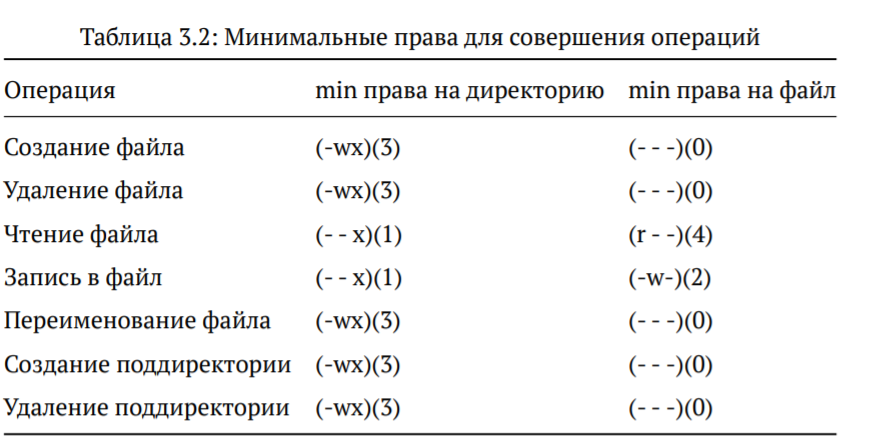 Таблица 3.2: Минимальные права для совершения операций
Операция min права на директорию min права на файл
Создание файла (-wx)(3) (- - -)(0)
Удаление файла (-wx)(3) (- - -)(0)
Чтение файла (- - x)(1) (r - -)(4)
Запись в файл (- - x)(1) (-w-)(2)
Переименование файла (-wx)(3) (- - -)(0)
Создание поддиректории (-wx)(3) (- - -)(0)
Удаление поддиректории (-wx)(3) (- - -)(0)